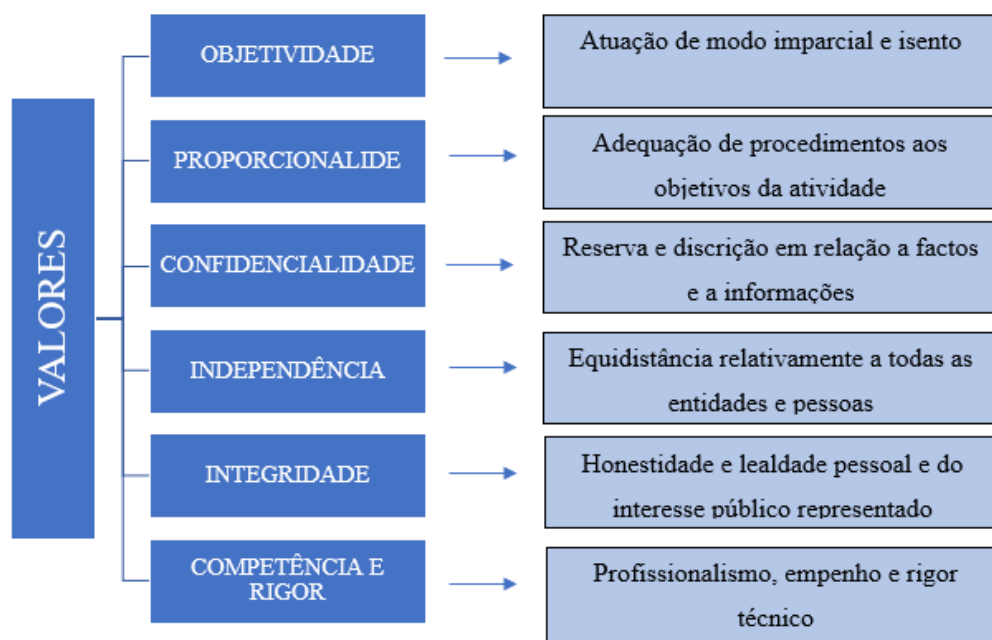 VALORES
OBJETIVIDADE
Atuação de modo imparcial e isento
PROPORCIONALIDE
Adequação de procedimentos aos
objetivos da atividade
CONFIDENCIALIDADE
Reserva e discrição em relação a factos
e a informações
INDEPENDÊNCIA
Equidistância relativamente a todas as
entidades e pessoas
INTEGRIDADE
Honestidade e lealdade pessoal e do
interesse público representado
COMPETÊNCIA E
RIGOR
Profissionalismo, empenho e rigor
técnico